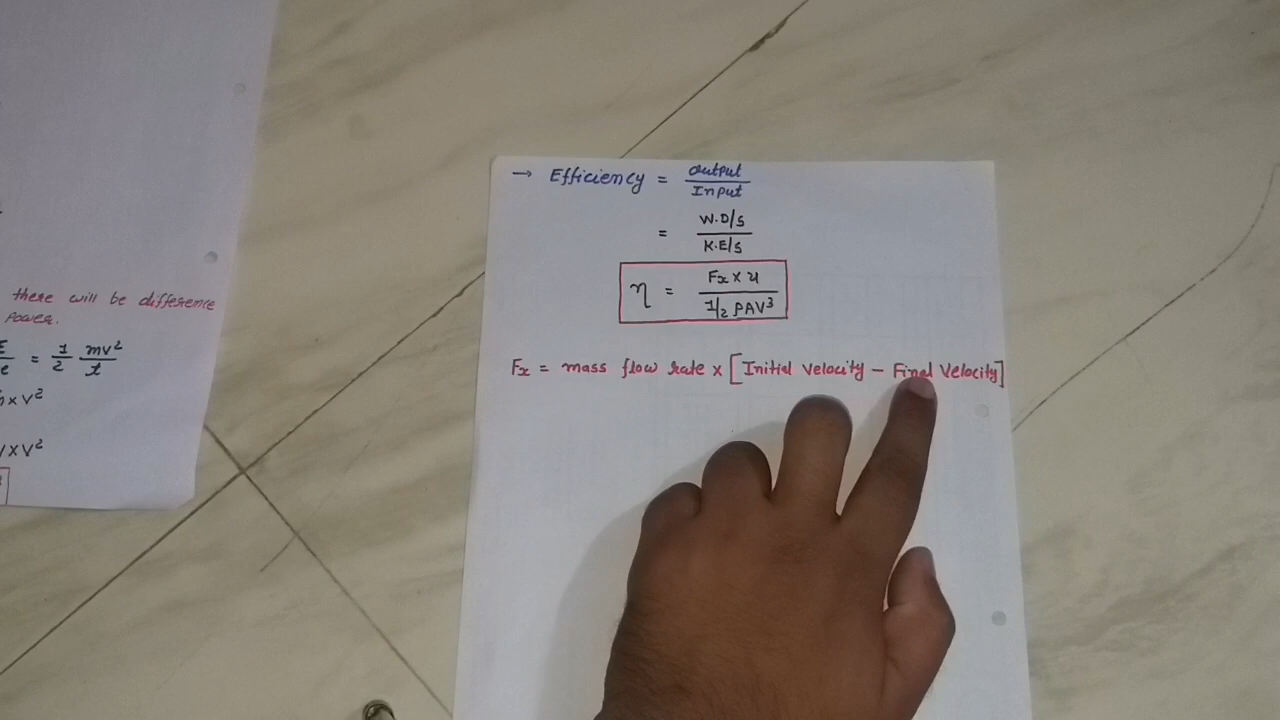 there will be difference
power.
= 1/2 mv²/t
×V²
V×V²
→ Efficiency = Output/Input
= W.D/s / K.E/s
η = Fx × u / 1/2 ρAV³
Fx = mass flow rate × [Initial Velocity – Final Velocity]